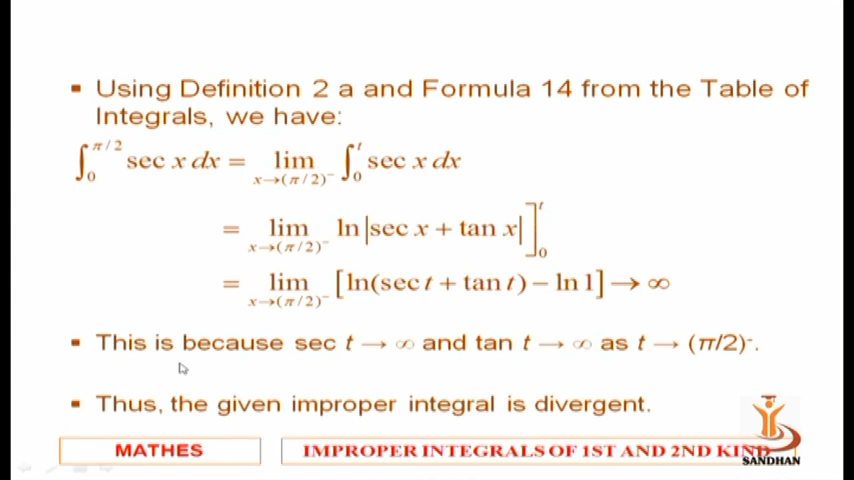 ▪ Using Definition 2 a and Formula 14 from the Table of
Integrals, we have:
∫₀^{π/2} sec x dx = lim_{x→(π/2)⁻} ∫₀^t sec x dx
= lim_{x→(π/2)⁻} ln|sec x + tan x|]₀^t
= lim_{x→(π/2)⁻} [ln(sec t + tan t) − ln 1] → ∞
▪ This is because sec t → ∞ and tan t → ∞ as t → (π/2)⁻.
▪ Thus, the given improper integral is divergent.
MATHES
IMPROPER INTEGRALS OF 1ST AND 2ND KIND
SANDHAN